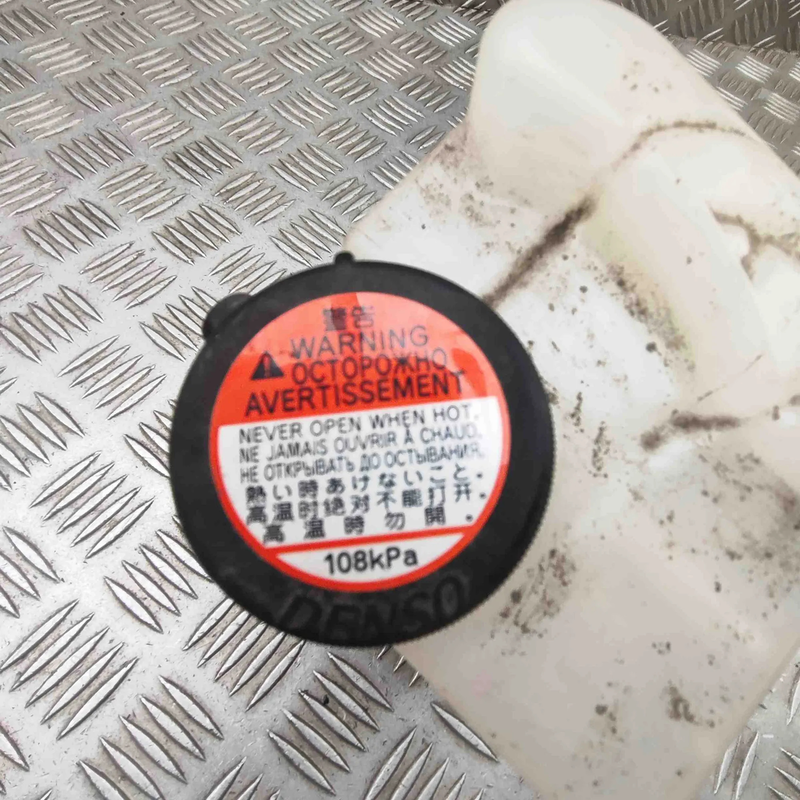 警告
WARNING
ОСТОРОЖНО
AVERTISSEMENT
NEVER OPEN WHEN HOT.
NE JAMAIS OUVRIR À CHAUD.
НЕ ОТКРЫВАТЬ ДО ОСТЫВАНИЯ.
熱い時あけないこと.
高温时绝对不能打开.
高温時勿開.
108kPa
DENSO